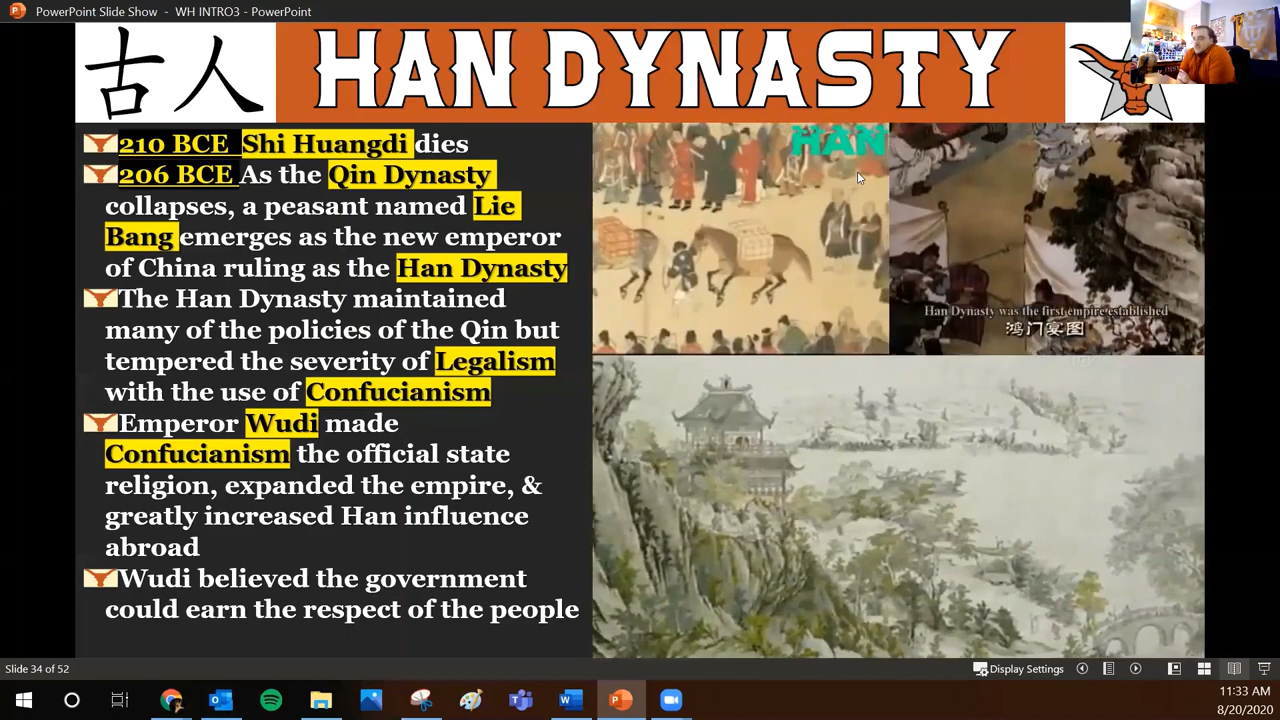 PowerPoint Slide Show - WH INTRO3 - PowerPoint
古人
HAN DYNASTY
210 BCE Shi Huangdi dies
206 BCE As the Qin Dynasty
collapses, a peasant named Lie
Bang emerges as the new emperor
of China ruling as the Han Dynasty
The Han Dynasty maintained
many of the policies of the Qin but
tempered the severity of Legalism
with the use of Confucianism
Emperor Wudi made
Confucianism the official state
religion, expanded the empire, &
greatly increased Han influence
abroad
Wudi believed the government
could earn the respect of the people
HAN
Han Dynasty was the first empire established
鸿门宴图
Slide 34 of 52
Display Settings
11:33 AM
8/20/2020